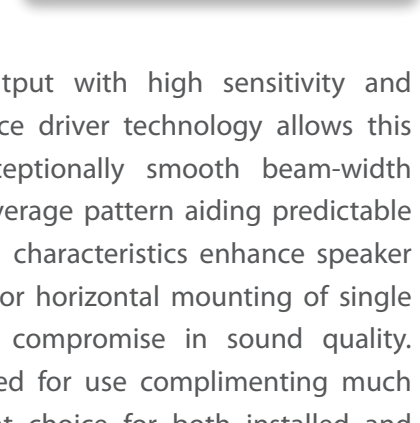 tput with high sensitivity and
ce driver technology allows this
ceptionally smooth beam-width
verage pattern aiding predictable
characteristics enhance speaker
or horizontal mounting of single
compromise in sound quality.
ed for use complimenting much
t choice for both installed and